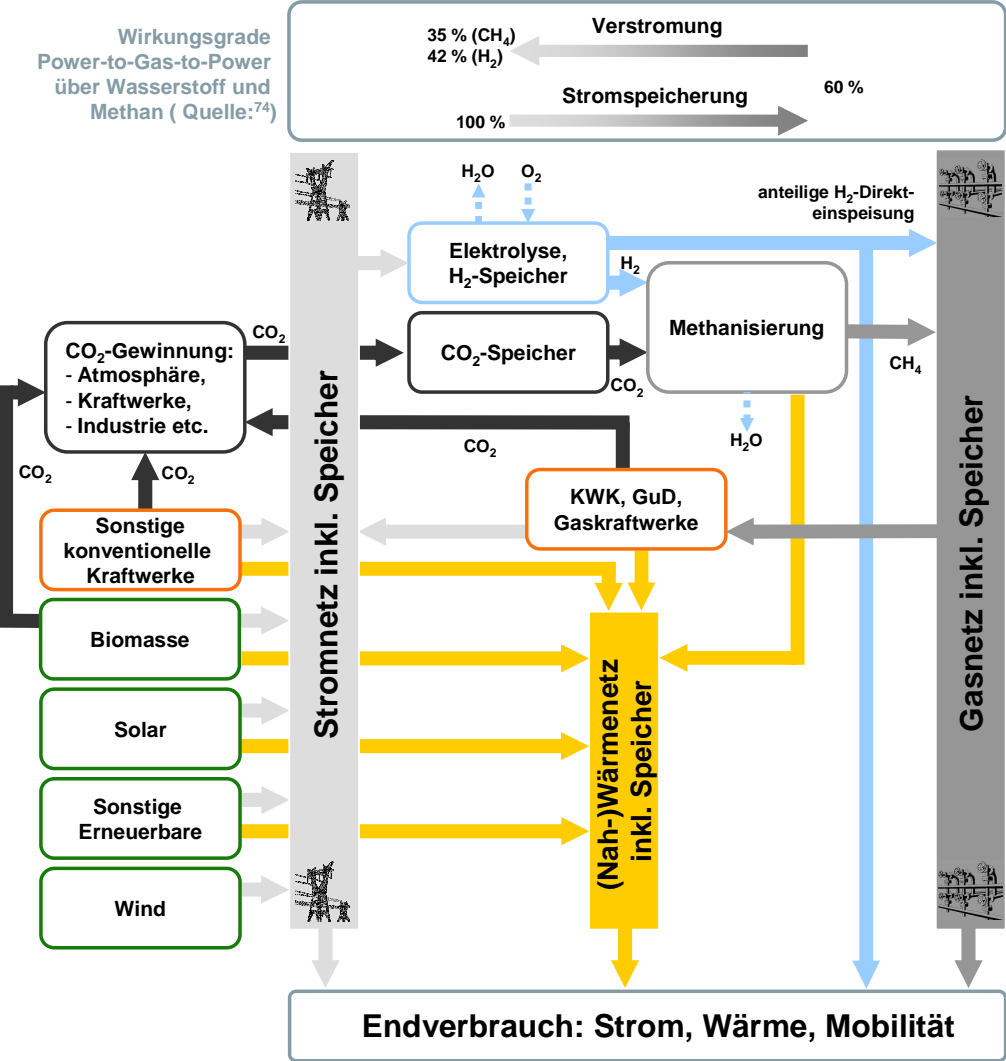 Wirkungsgrade
Power-to-Gas-to-Power
über Wasserstoff und
Methan ( Quelle:⁷⁴)
35 % (CH₄)
42 % (H₂)
Verstromung
60 %
Stromspeicherung
100 %
H₂O
O₂
anteilige H₂-Direkt-
einspeisung
Elektrolyse,
H₂-Speicher
H₂
Methanisierung
CH₄
CO₂
CO₂-Gewinnung:
- Atmosphäre,
- Kraftwerke,
- Industrie etc.
CO₂-Speicher
CO₂
H₂O
CO₂
CO₂
CO₂
KWK, GuD,
Gaskraftwerke
Sonstige
konventionelle
Kraftwerke
Biomasse
Solar
Sonstige
Erneuerbare
Wind
Stromnetz inkl. Speicher
(Nah-)Wärmenetz
inkl. Speicher
Gasnetz inkl. Speicher
Endverbrauch: Strom, Wärme, Mobilität